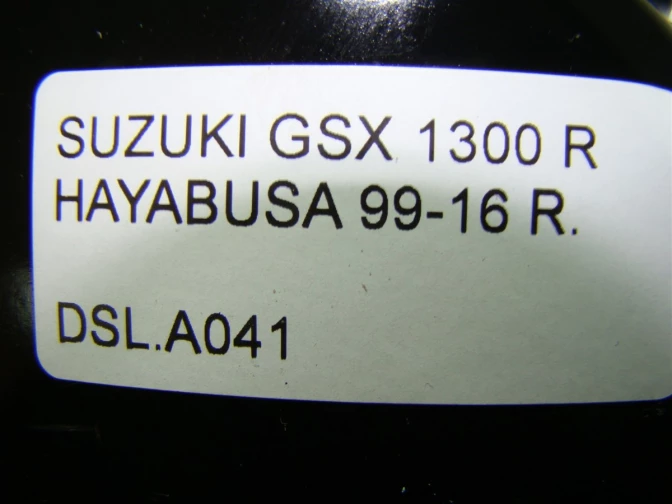 SUZUKI GSX 1300 R
HAYABUSA 99-16 R.
DSL.A041